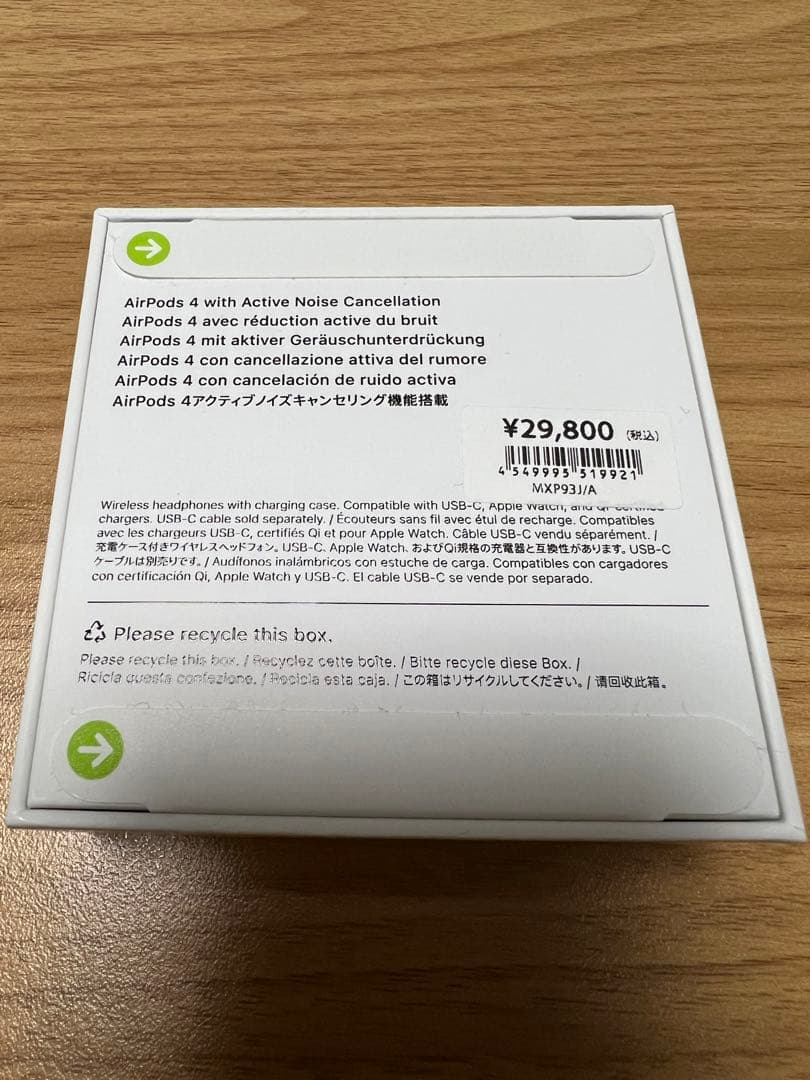 AirPods 4 with Active Noise Cancellation
AirPods 4 avec réduction active du bruit
AirPods 4 mit aktiver Geräuschunterdrückung
AirPods 4 con cancellazione attiva del rumore
AirPods 4 con cancelación de ruido activa
AirPods 4アクティブノイズキャンセリング機能搭載
¥29,800 (税込)
4 549995 519921
MXP93J/A
Wireless headphones with charging case. Compatible with USB-C, Apple Watch, and Qi-certified
chargers. USB-C cable sold separately. / Écouteurs sans fil avec étui de recharge. Compatibles
avec les chargeurs USB-C, certifiés Qi et pour Apple Watch. Câble USB-C vendu séparément. /
充電ケース付きワイヤレスヘッドフォン。USB-C、Apple Watch、およびQi規格の充電器と互換性があります。USB-C
ケーブルは別売りです。/ Audífonos inalámbricos con estuche de carga. Compatibles con cargadores
con certificación Qi, Apple Watch y USB-C. El cable USB-C se vende por separado.
Please recycle this box.
Please recycle this box. / Recyclez cette boîte. / Bitte recycle diese Box. /
Ricicla questa confezione. / Recicla esta caja. / この箱はリサイクルしてください。/ 请回收此箱。